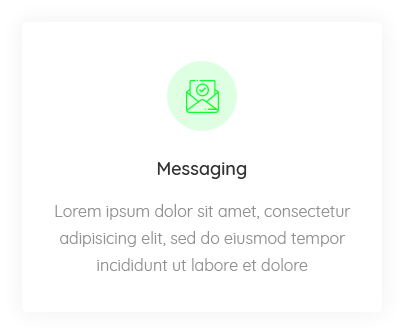 Messaging
Lorem ipsum dolor sit amet, consectetur
adipisicing elit, sed do eiusmod tempor
incididunt ut labore et dolore